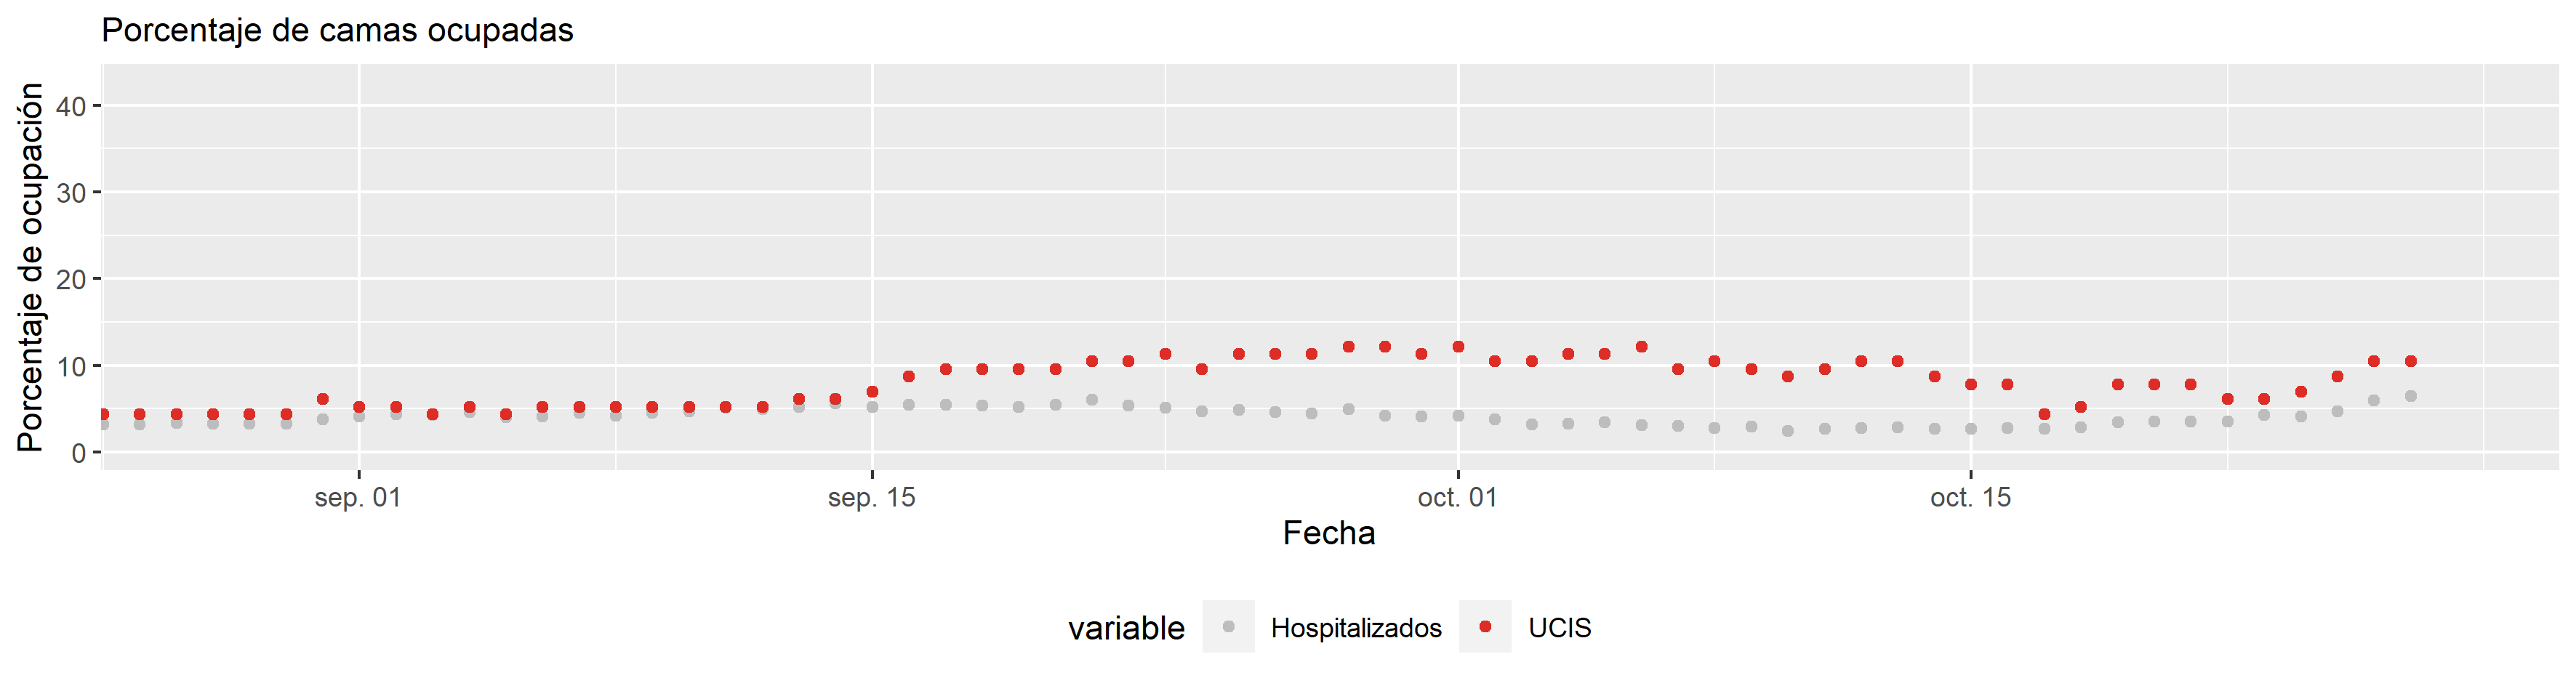 Porcentaje de camas ocupadas
Porcentaje de ocupación
40
30
20
10
0
sep. 01 sep. 15 oct. 01 oct. 15
Fecha
variable Hospitalizados UCIS